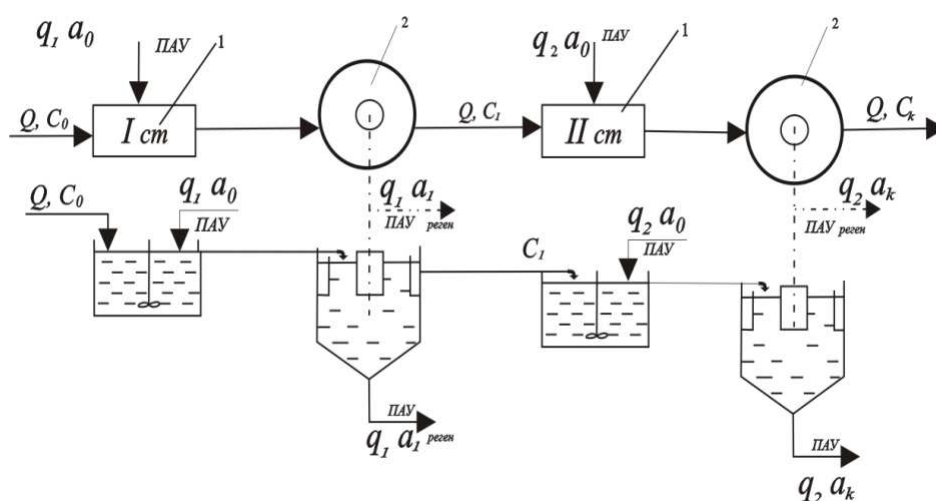 q₁ a₀ ПАУ 1
2
q₂ a₀ ПАУ 1
2
Q, C₀
I ст
Q, C₁
II ст
Q, Cₖ
Q, C₀
q₁ a₀
ПАУ
q₁ a₁
ПАУ реген
C₁
q₂ a₀
ПАУ
q₂ aₖ
ПАУ реген
ПАУ
q₁ a₁ реген
ПАУ
q₂ aₖ